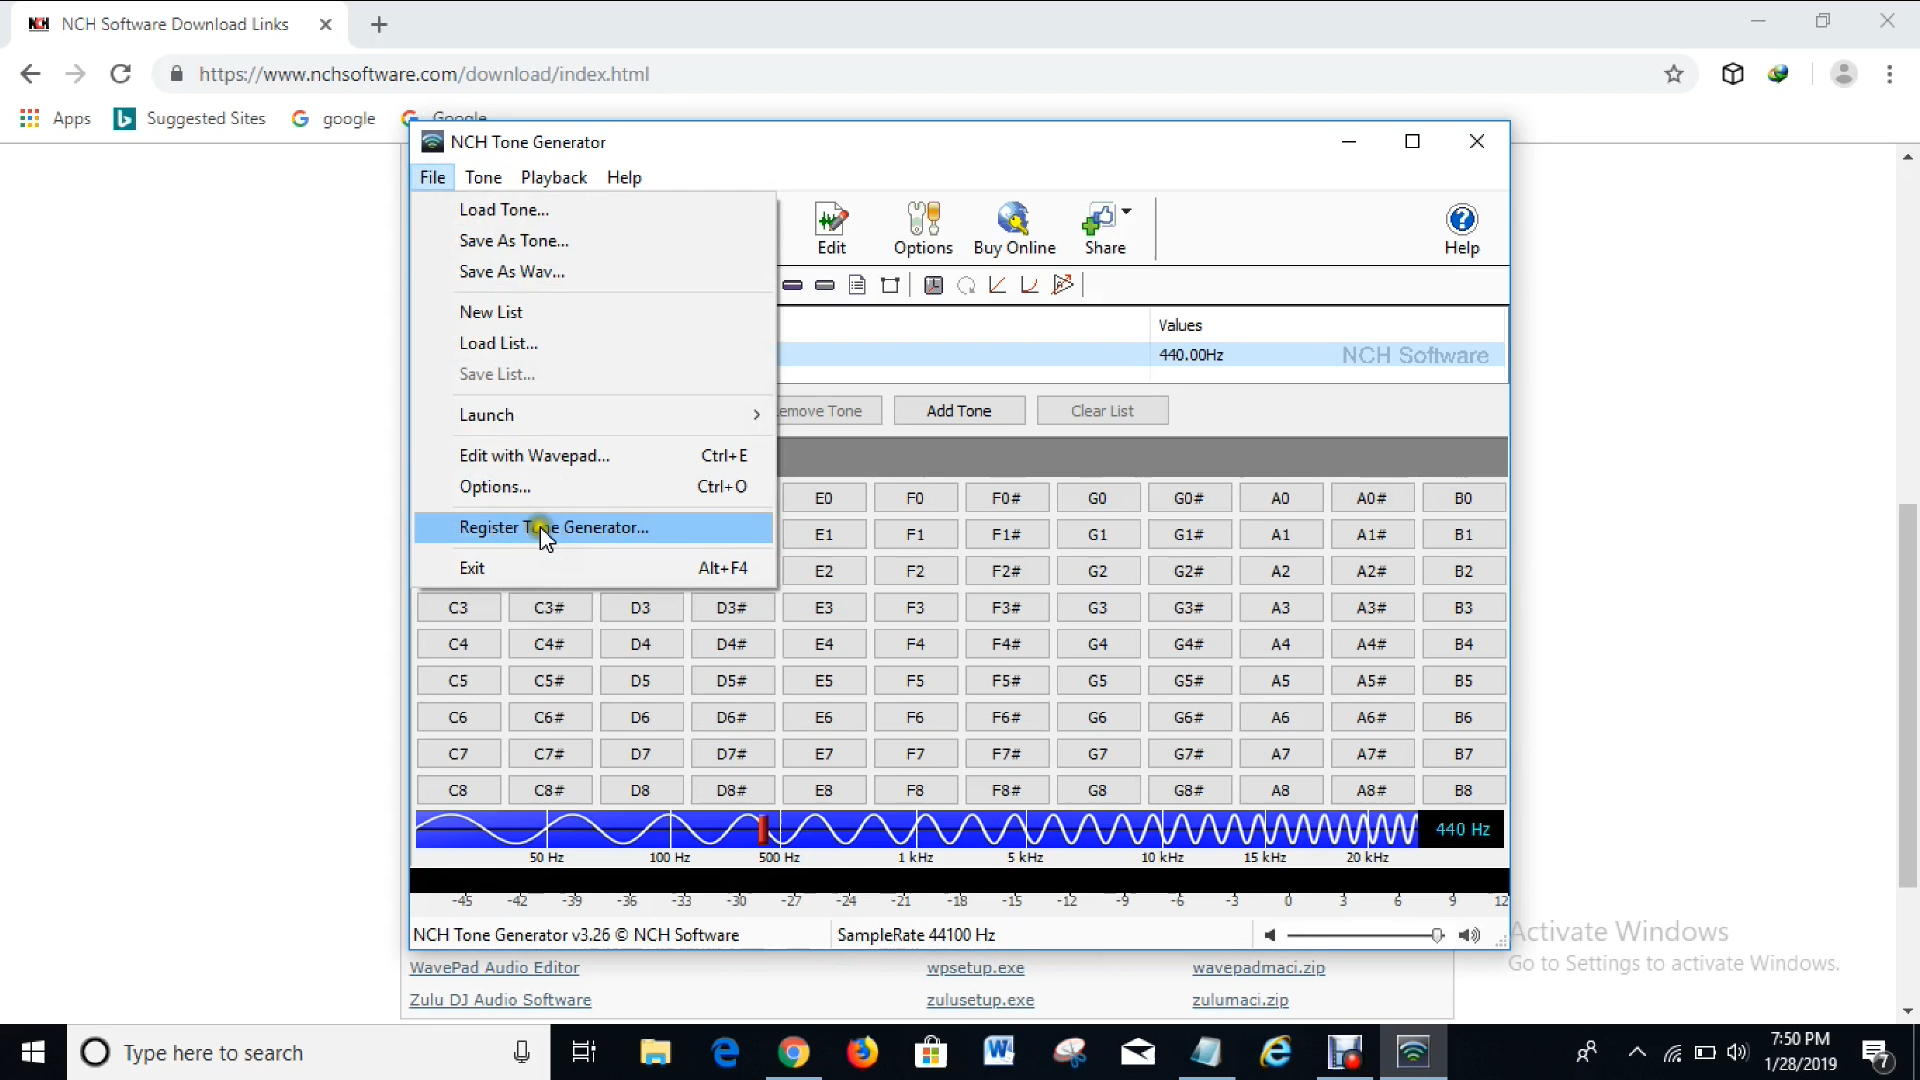 NCH Software Download Links
https://www.nchsoftware.com/download/index.html
Apps
Suggested Sites
google
Google
NCH Tone Generator
File Tone Playback Help
Load Tone...
Save As Tone...
Save As Wav...
New List
Load List...
Save List...
Launch
Edit with Wavepad... Ctrl+E
Options... Ctrl+O
Register Tone Generator...
Exit Alt+F4
Edit Options Buy Online Share Help
Values
440.00Hz NCH Software
emove Tone Add Tone Clear List
E0 F0 F0# G0 G0# A0 A0# B0
E1 F1 F1# G1 G1# A1 A1# B1
E2 F2 F2# G2 G2# A2 A2# B2
C3 C3# D3 D3# E3 F3 F3# G3 G3# A3 A3# B3
C4 C4# D4 D4# E4 F4 F4# G4 G4# A4 A4# B4
C5 C5# D5 D5# E5 F5 F5# G5 G5# A5 A5# B5
C6 C6# D6 D6# E6 F6 F6# G6 G6# A6 A6# B6
C7 C7# D7 D7# E7 F7 F7# G7 G7# A7 A7# B7
C8 C8# D8 D8# E8 F8 F8# G8 G8# A8 A8# B8
440 Hz
50 Hz 100 Hz 500 Hz 1 kHz 5 kHz 10 kHz 15 kHz 20 kHz
-45 -42 -39 -36 -33 -30 -27 -24 -21 -18 -15 -12 -9 -6 -3 0 3 6 9 12
NCH Tone Generator v3.26 © NCH Software SampleRate 44100 Hz
Activate Windows
Go to Settings to activate Windows.
WavePad Audio Editor wpsetup.exe wavepadmaci.zip
Zulu DJ Audio Software zulusetup.exe zulumaci.zip
Type here to search
7:50 PM
1/28/2019
7